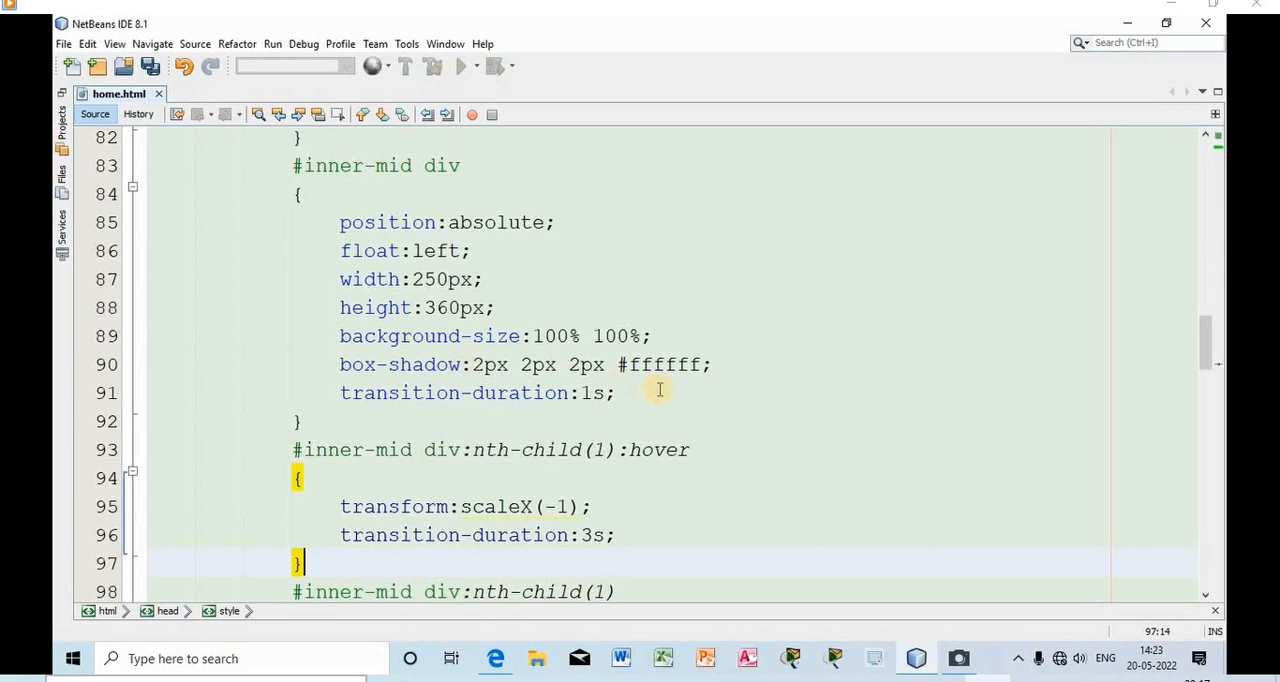 NetBeans IDE 8.1
File Edit View Navigate Source Refactor Run Debug Profile Team Tools Window Help
Search (Ctrl+I)
home.html
Source History
Projects
Files
Services
82 }
83 #inner-mid div
84 {
85 position:absolute;
86 float:left;
87 width:250px;
88 height:360px;
89 background-size:100% 100%;
90 box-shadow:2px 2px 2px #ffffff;
91 transition-duration:1s;
92 }
93 #inner-mid div:nth-child(1):hover
94 {
95 transform:scaleX(-1);
96 transition-duration:3s;
97 }
98 #inner-mid div:nth-child(1)
html head style
97:14 INS
Type here to search
ENG
14:23
20-05-2022